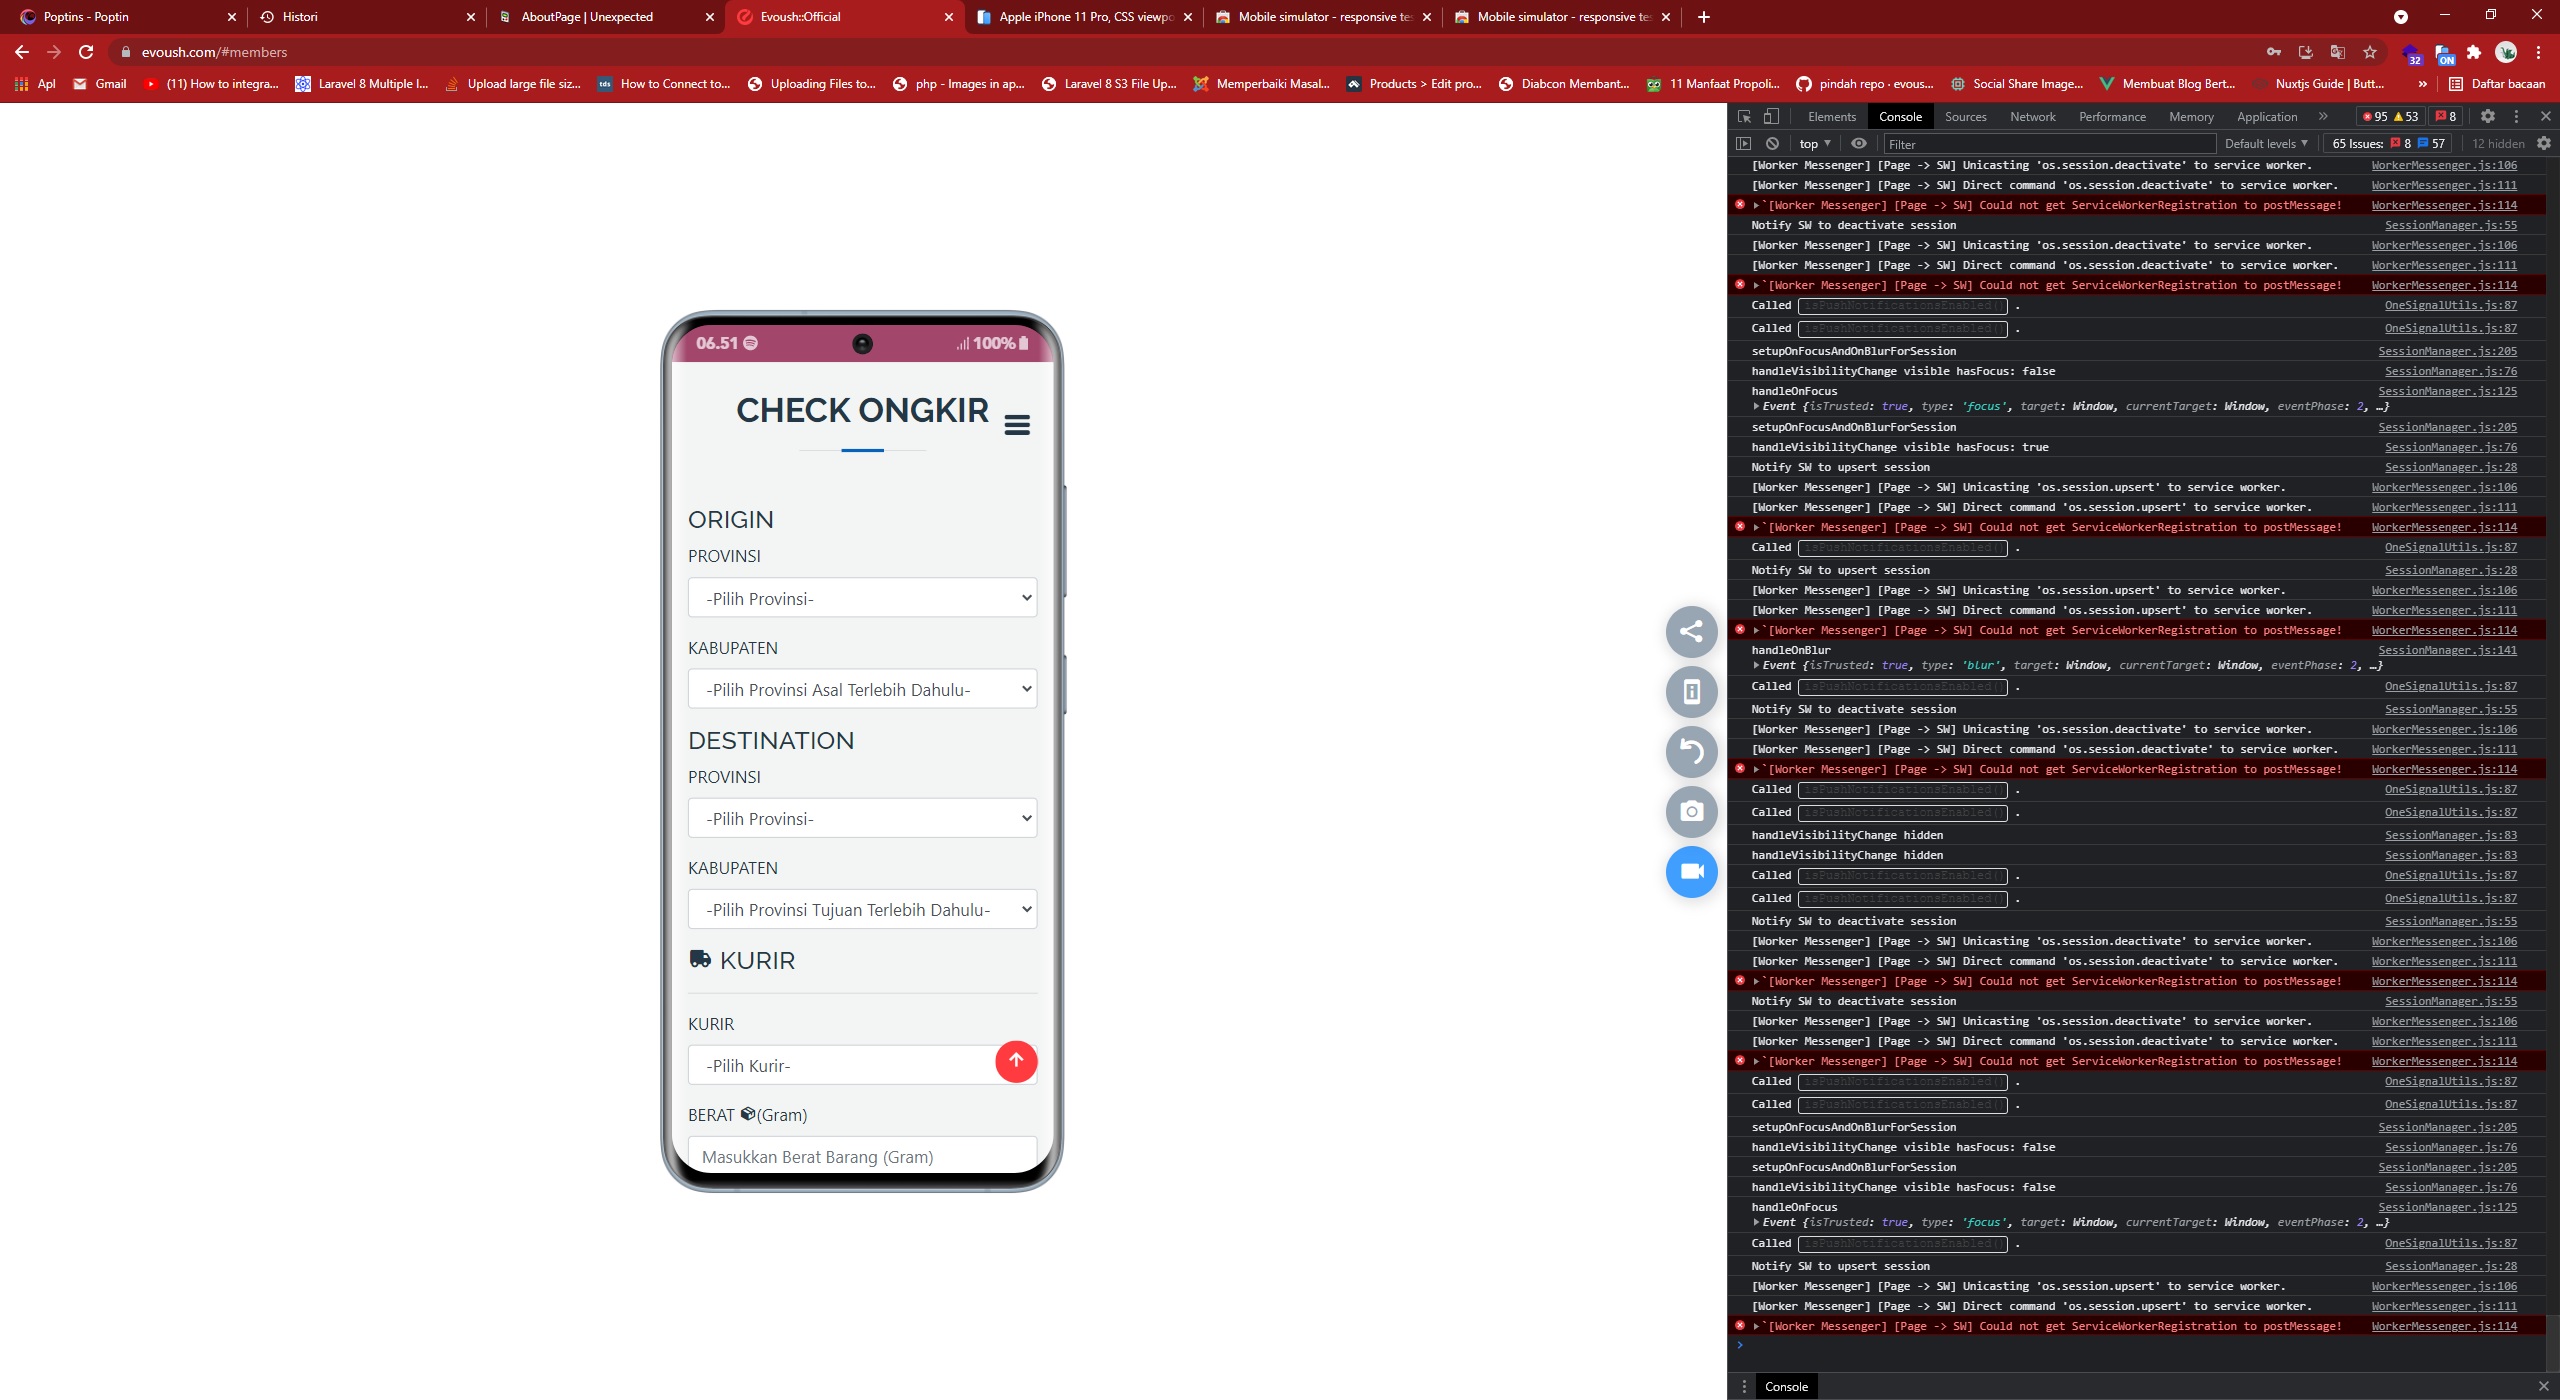 Poptins - Poptin
Histori
AboutPage | Unexpected
Evoush::Official
Apple iPhone 11 Pro, CSS viewpo
Mobile simulator - responsive tes
Mobile simulator - responsive tes
evoush.com/#members
32
ON
Apl
Gmail
(11) How to integra...
Laravel 8 Multiple I...
Upload large file siz...
tds
How to Connect to...
Uploading Files to...
php - Images in ap...
Laravel 8 S3 File Up...
Memperbaiki Masal...
Products > Edit pro...
Diabcon Membant...
11 Manfaat Propoli...
pindah repo · evous...
Social Share Image...
Membuat Blog Bert...
Nuxtjs Guide | Butt...
»
Daftar bacaan
06.51
100%
CHECK ONGKIR
ORIGIN
PROVINSI
-Pilih Provinsi-
KABUPATEN
-Pilih Provinsi Asal Terlebih Dahulu-
DESTINATION
PROVINSI
-Pilih Provinsi-
KABUPATEN
-Pilih Provinsi Tujuan Terlebih Dahulu-
KURIR
KURIR
-Pilih Kurir-
BERAT (Gram)
Masukkan Berat Barang (Gram)
Elements Console Sources Network Performance Memory Application » 95 53 8
top Filter Default levels 65 Issues: 8 57 12 hidden
[Worker Messenger] [Page -> SW] Unicasting 'os.session.deactivate' to service worker. WorkerMessenger.js:106
[Worker Messenger] [Page -> SW] Direct command 'os.session.deactivate' to service worker. WorkerMessenger.js:111
`[Worker Messenger] [Page -> SW] Could not get ServiceWorkerRegistration to postMessage! WorkerMessenger.js:114
Notify SW to deactivate session SessionManager.js:55
[Worker Messenger] [Page -> SW] Unicasting 'os.session.deactivate' to service worker. WorkerMessenger.js:106
[Worker Messenger] [Page -> SW] Direct command 'os.session.deactivate' to service worker. WorkerMessenger.js:111
`[Worker Messenger] [Page -> SW] Could not get ServiceWorkerRegistration to postMessage! WorkerMessenger.js:114
Called isPushNotificationsEnabled() . OneSignalUtils.js:87
Called isPushNotificationsEnabled() . OneSignalUtils.js:87
setupOnFocusAndOnBlurForSession SessionManager.js:205
handleVisibilityChange visible hasFocus: false SessionManager.js:76
handleOnFocus SessionManager.js:125
Event {isTrusted: true, type: 'focus', target: Window, currentTarget: Window, eventPhase: 2, …}
setupOnFocusAndOnBlurForSession SessionManager.js:205
handleVisibilityChange visible hasFocus: true SessionManager.js:76
Notify SW to upsert session SessionManager.js:28
[Worker Messenger] [Page -> SW] Unicasting 'os.session.upsert' to service worker. WorkerMessenger.js:106
[Worker Messenger] [Page -> SW] Direct command 'os.session.upsert' to service worker. WorkerMessenger.js:111
`[Worker Messenger] [Page -> SW] Could not get ServiceWorkerRegistration to postMessage! WorkerMessenger.js:114
Called isPushNotificationsEnabled() . OneSignalUtils.js:87
Notify SW to upsert session SessionManager.js:28
[Worker Messenger] [Page -> SW] Unicasting 'os.session.upsert' to service worker. WorkerMessenger.js:106
[Worker Messenger] [Page -> SW] Direct command 'os.session.upsert' to service worker. WorkerMessenger.js:111
`[Worker Messenger] [Page -> SW] Could not get ServiceWorkerRegistration to postMessage! WorkerMessenger.js:114
handleOnBlur SessionManager.js:141
Event {isTrusted: true, type: 'blur', target: Window, currentTarget: Window, eventPhase: 2, …}
Called isPushNotificationsEnabled() . OneSignalUtils.js:87
Notify SW to deactivate session SessionManager.js:55
[Worker Messenger] [Page -> SW] Unicasting 'os.session.deactivate' to service worker. WorkerMessenger.js:106
[Worker Messenger] [Page -> SW] Direct command 'os.session.deactivate' to service worker. WorkerMessenger.js:111
`[Worker Messenger] [Page -> SW] Could not get ServiceWorkerRegistration to postMessage! WorkerMessenger.js:114
Called isPushNotificationsEnabled() . OneSignalUtils.js:87
Called isPushNotificationsEnabled() . OneSignalUtils.js:87
handleVisibilityChange hidden SessionManager.js:83
handleVisibilityChange hidden SessionManager.js:83
Called isPushNotificationsEnabled() . OneSignalUtils.js:87
Called isPushNotificationsEnabled() . OneSignalUtils.js:87
Notify SW to deactivate session SessionManager.js:55
[Worker Messenger] [Page -> SW] Unicasting 'os.session.deactivate' to service worker. WorkerMessenger.js:106
[Worker Messenger] [Page -> SW] Direct command 'os.session.deactivate' to service worker. WorkerMessenger.js:111
`[Worker Messenger] [Page -> SW] Could not get ServiceWorkerRegistration to postMessage! WorkerMessenger.js:114
Notify SW to deactivate session SessionManager.js:55
[Worker Messenger] [Page -> SW] Unicasting 'os.session.deactivate' to service worker. WorkerMessenger.js:106
[Worker Messenger] [Page -> SW] Direct command 'os.session.deactivate' to service worker. WorkerMessenger.js:111
`[Worker Messenger] [Page -> SW] Could not get ServiceWorkerRegistration to postMessage! WorkerMessenger.js:114
Called isPushNotificationsEnabled() . OneSignalUtils.js:87
Called isPushNotificationsEnabled() . OneSignalUtils.js:87
setupOnFocusAndOnBlurForSession SessionManager.js:205
handleVisibilityChange visible hasFocus: false SessionManager.js:76
setupOnFocusAndOnBlurForSession SessionManager.js:205
handleVisibilityChange visible hasFocus: false SessionManager.js:76
handleOnFocus SessionManager.js:125
Event {isTrusted: true, type: 'focus', target: Window, currentTarget: Window, eventPhase: 2, …}
Called isPushNotificationsEnabled() . OneSignalUtils.js:87
Notify SW to upsert session SessionManager.js:28
[Worker Messenger] [Page -> SW] Unicasting 'os.session.upsert' to service worker. WorkerMessenger.js:106
[Worker Messenger] [Page -> SW] Direct command 'os.session.upsert' to service worker. WorkerMessenger.js:111
`[Worker Messenger] [Page -> SW] Could not get ServiceWorkerRegistration to postMessage! WorkerMessenger.js:114
Console